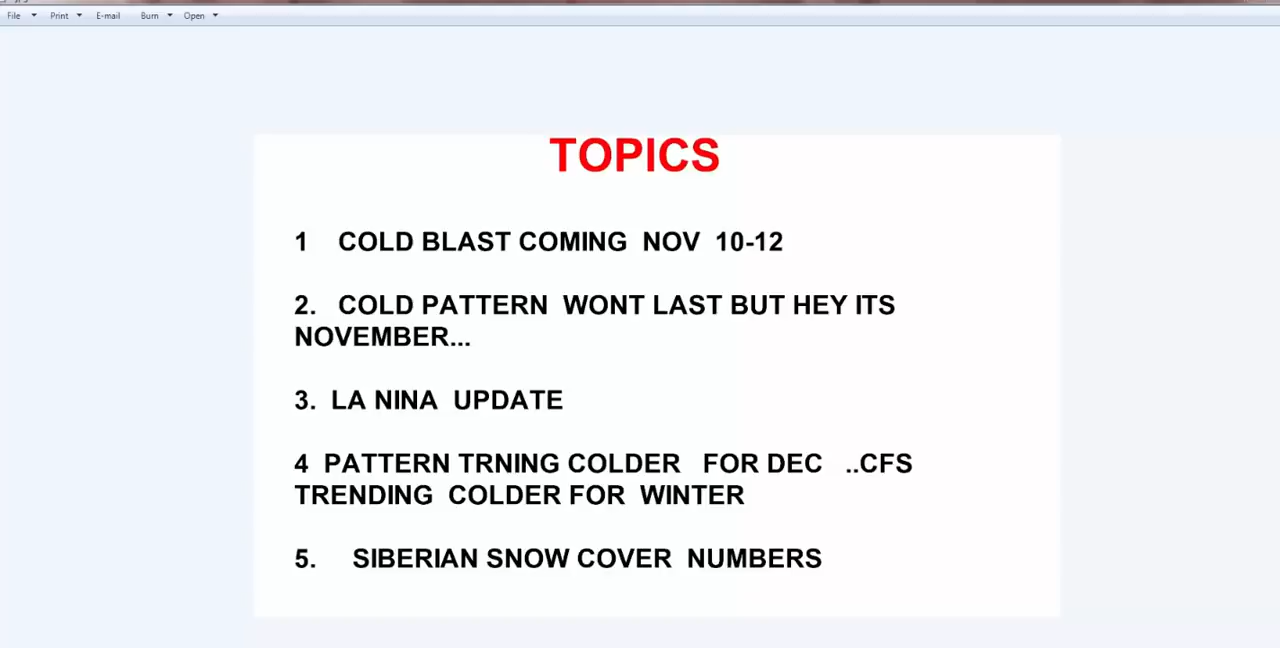 File Print E-mail Burn Open
TOPICS
1 COLD BLAST COMING NOV 10-12
2. COLD PATTERN WONT LAST BUT HEY ITS
NOVEMBER...
3. LA NINA UPDATE
4 PATTERN TRNING COLDER FOR DEC ..CFS
TRENDING COLDER FOR WINTER
5. SIBERIAN SNOW COVER NUMBERS